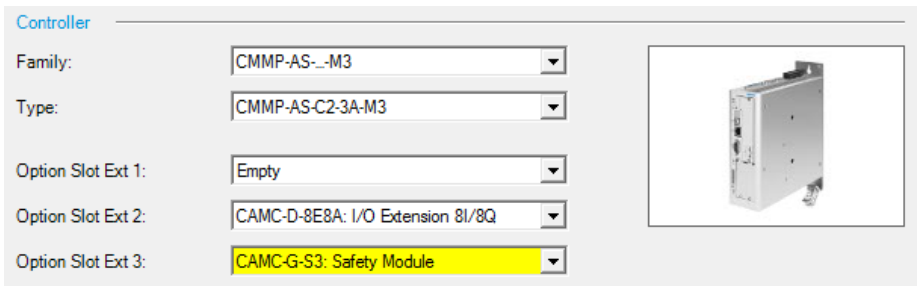 Controller
Family: CMMP-AS-...-M3
Type: CMMP-AS-C2-3A-M3
Option Slot Ext 1: Empty
Option Slot Ext 2: CAMC-D-8E8A: I/O Extension 8I/8Q
Option Slot Ext 3: CAMC-G-S3: Safety Module